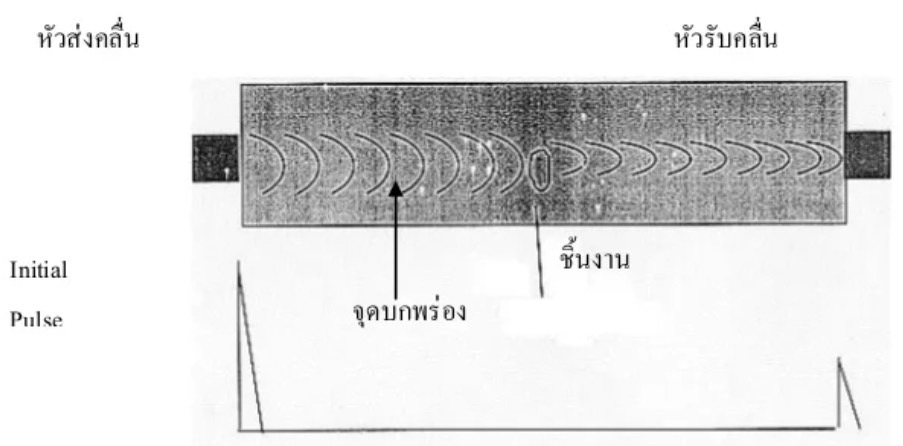 หัวส่งคลื่น
หัวรับคลื่น
ชิ้นงาน
Initial
จุดบกพร่อง
Pulse